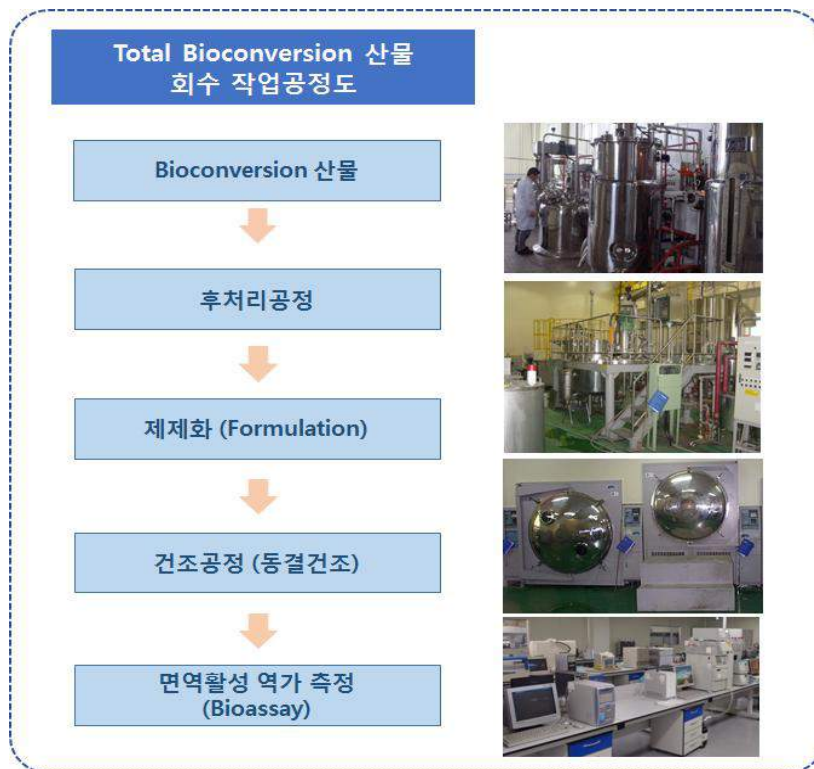 Total Bioconversion 산물
회수 작업공정도
Bioconversion 산물
후처리공정
제제화 (Formulation)
건조공정 (동결건조)
면역활성 역가 측정
(Bioassay)